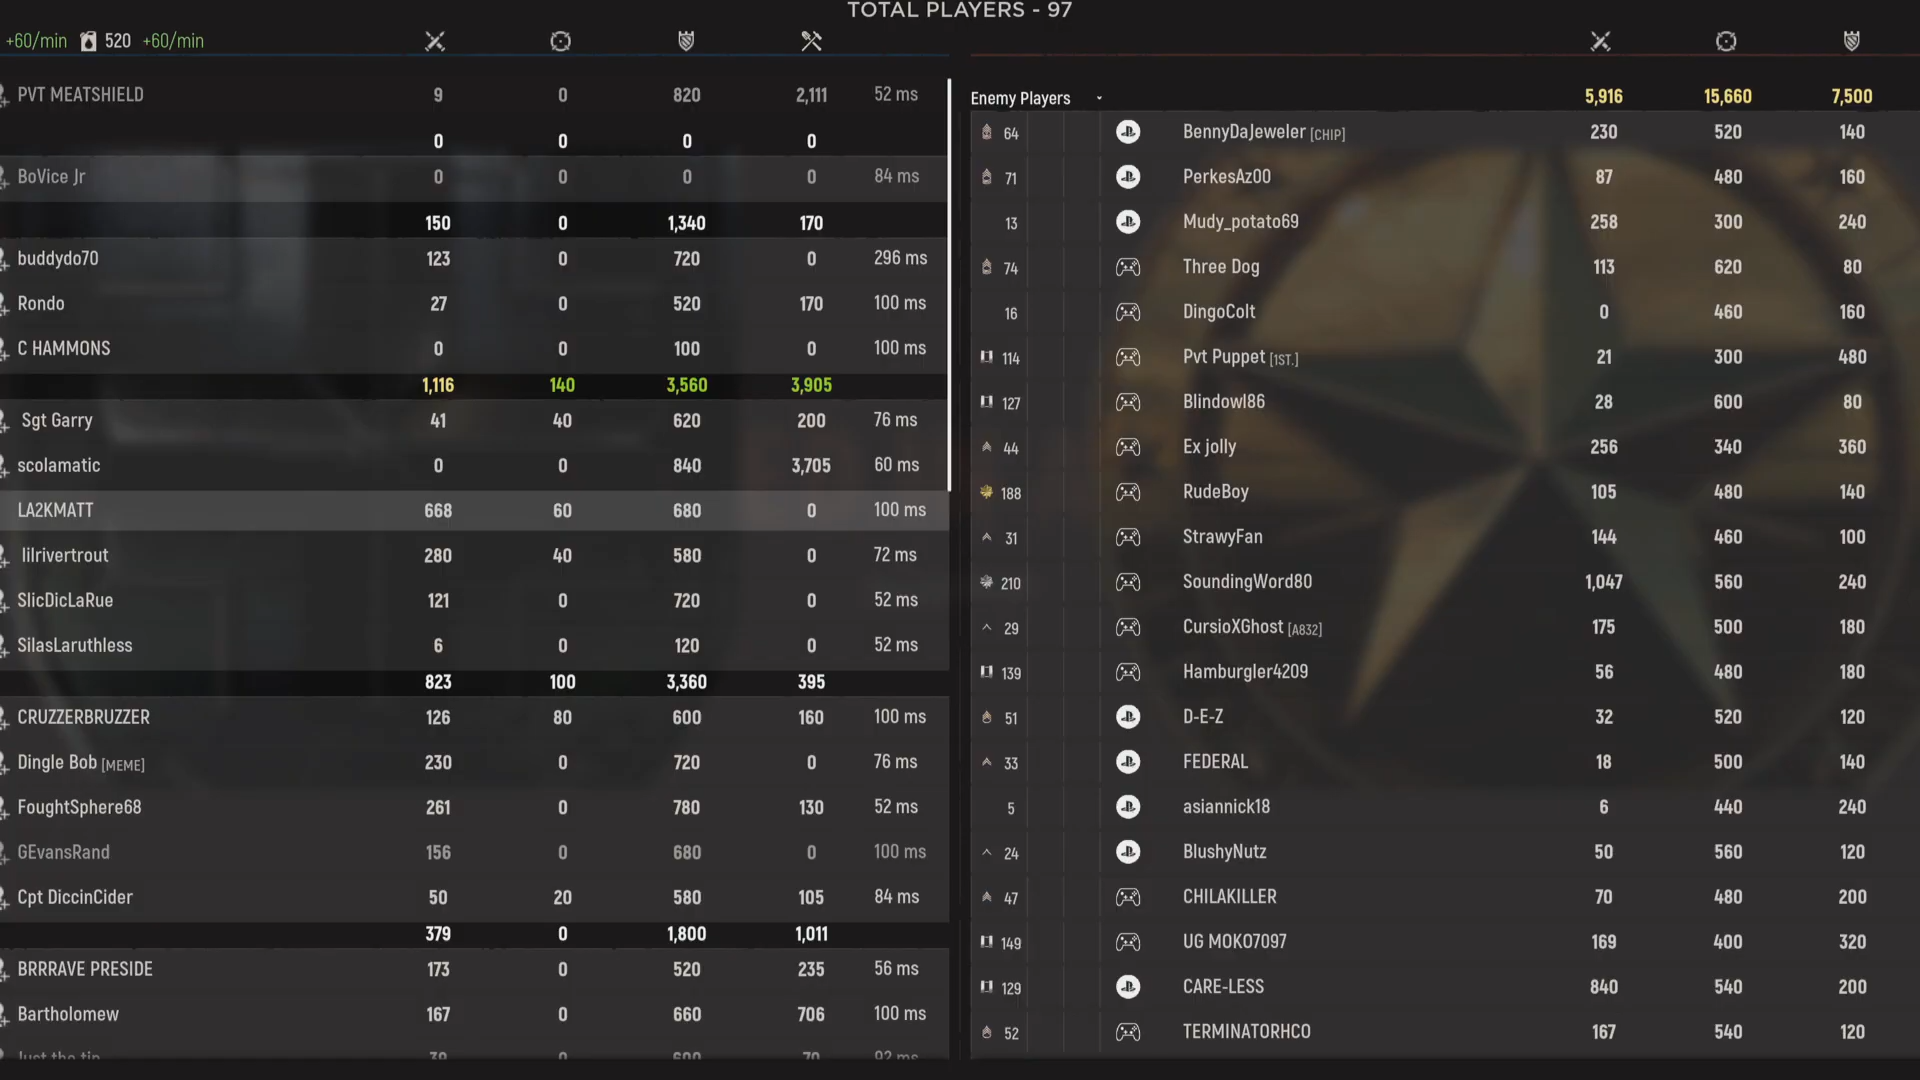 TOTAL PLAYERS - 97
+60/min 520 +60/min
PVT MEATSHIELD 9 0 820 2,111 52 ms
0 0 0 0
BoVice Jr 0 0 0 0 84 ms
150 0 1,340 170
buddydo70 123 0 720 0 296 ms
Rondo 27 0 520 170 100 ms
C HAMMONS 0 0 100 0 100 ms
1,116 140 3,560 3,905
Sgt Garry 41 40 620 200 76 ms
scolamatic 0 0 840 3,705 60 ms
LA2KMATT 668 60 680 0 100 ms
lilrivertrout 280 40 580 0 72 ms
SlicDicLaRue 121 0 720 0 52 ms
SilasLaruthless 6 0 120 0 52 ms
823 100 3,360 395
CRUZZERBRUZZER 126 80 600 160 100 ms
Dingle Bob [MEME] 230 0 720 0 76 ms
FoughtSphere68 261 0 780 130 52 ms
GEvansRand 156 0 680 0 100 ms
Cpt DiccinCider 50 20 580 105 84 ms
379 0 1,800 1,011
BRRRAVE PRESIDE 173 0 520 235 56 ms
Bartholomew 167 0 660 706 100 ms
Just the tip 39 0 600 70 92 ms
Enemy Players 5,916 15,660 7,500
64 BennyDaJeweler [CHIP] 230 520 140
71 PerkesAz00 87 480 160
13 Mudy_potato69 258 300 240
74 Three Dog 113 620 80
16 DingoColt 0 460 160
114 Pvt Puppet [1ST.] 21 300 480
127 Blindowl86 28 600 80
44 Ex jolly 256 340 360
188 RudeBoy 105 480 140
31 StrawyFan 144 460 100
210 SoundingWord80 1,047 560 240
29 CursioXGhost [A832] 175 500 180
139 Hamburgler4209 56 480 180
51 D-E-Z 32 520 120
33 FEDERAL 18 500 140
5 asiannick18 6 440 240
24 BlushyNutz 50 560 120
47 CHILAKILLER 70 480 200
149 UG MOKO7097 169 400 320
129 CARE-LESS 840 540 200
52 TERMINATORHCO 167 540 120